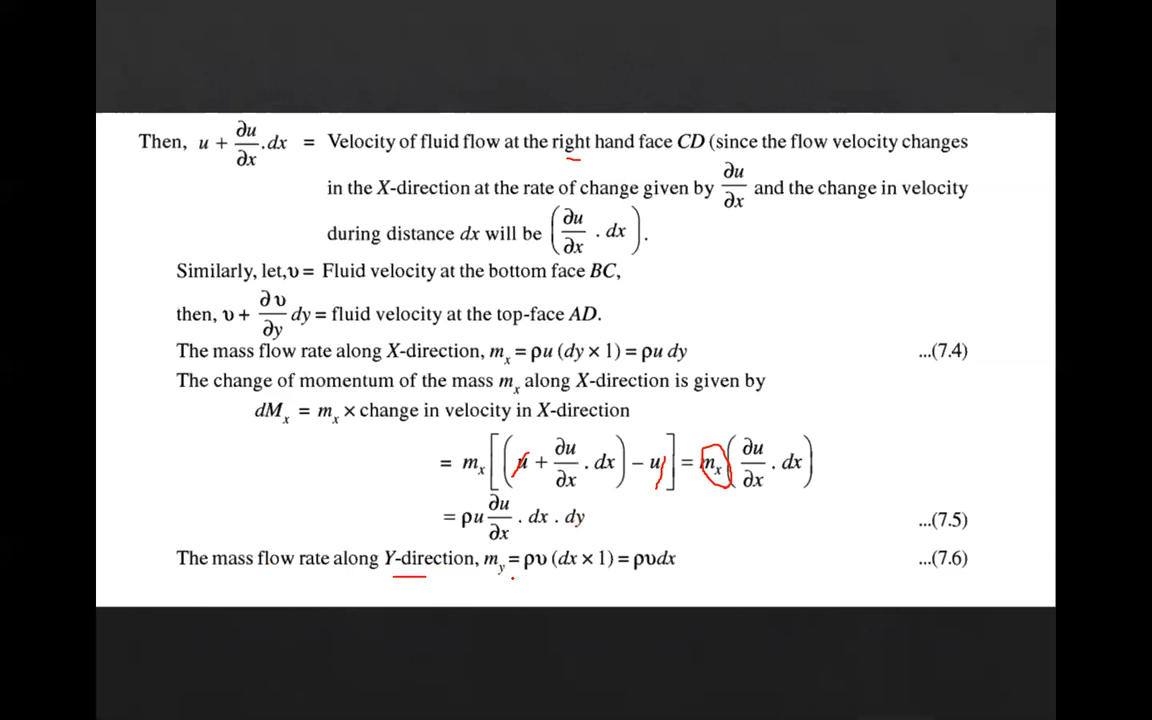 Then, u + ∂u/∂x . dx = Velocity of fluid flow at the right hand face CD (since the flow velocity changes
in the X-direction at the rate of change given by ∂u/∂x and the change in velocity
during distance dx will be (∂u/∂x . dx).
Similarly, let, υ = Fluid velocity at the bottom face BC,
then, υ + ∂υ/∂y dy = fluid velocity at the top-face AD.
The mass flow rate along X-direction, mₓ = ρu (dy × 1) = ρu dy ...(7.4)
The change of momentum of the mass mₓ along X-direction is given by
dMₓ = mₓ × change in velocity in X-direction
= mₓ [(u + ∂u/∂x . dx) − u] = mₓ (∂u/∂x . dx)
= ρu ∂u/∂x . dx . dy ...(7.5)
The mass flow rate along Y-direction, m_y = ρυ (dx × 1) = ρυdx ...(7.6)